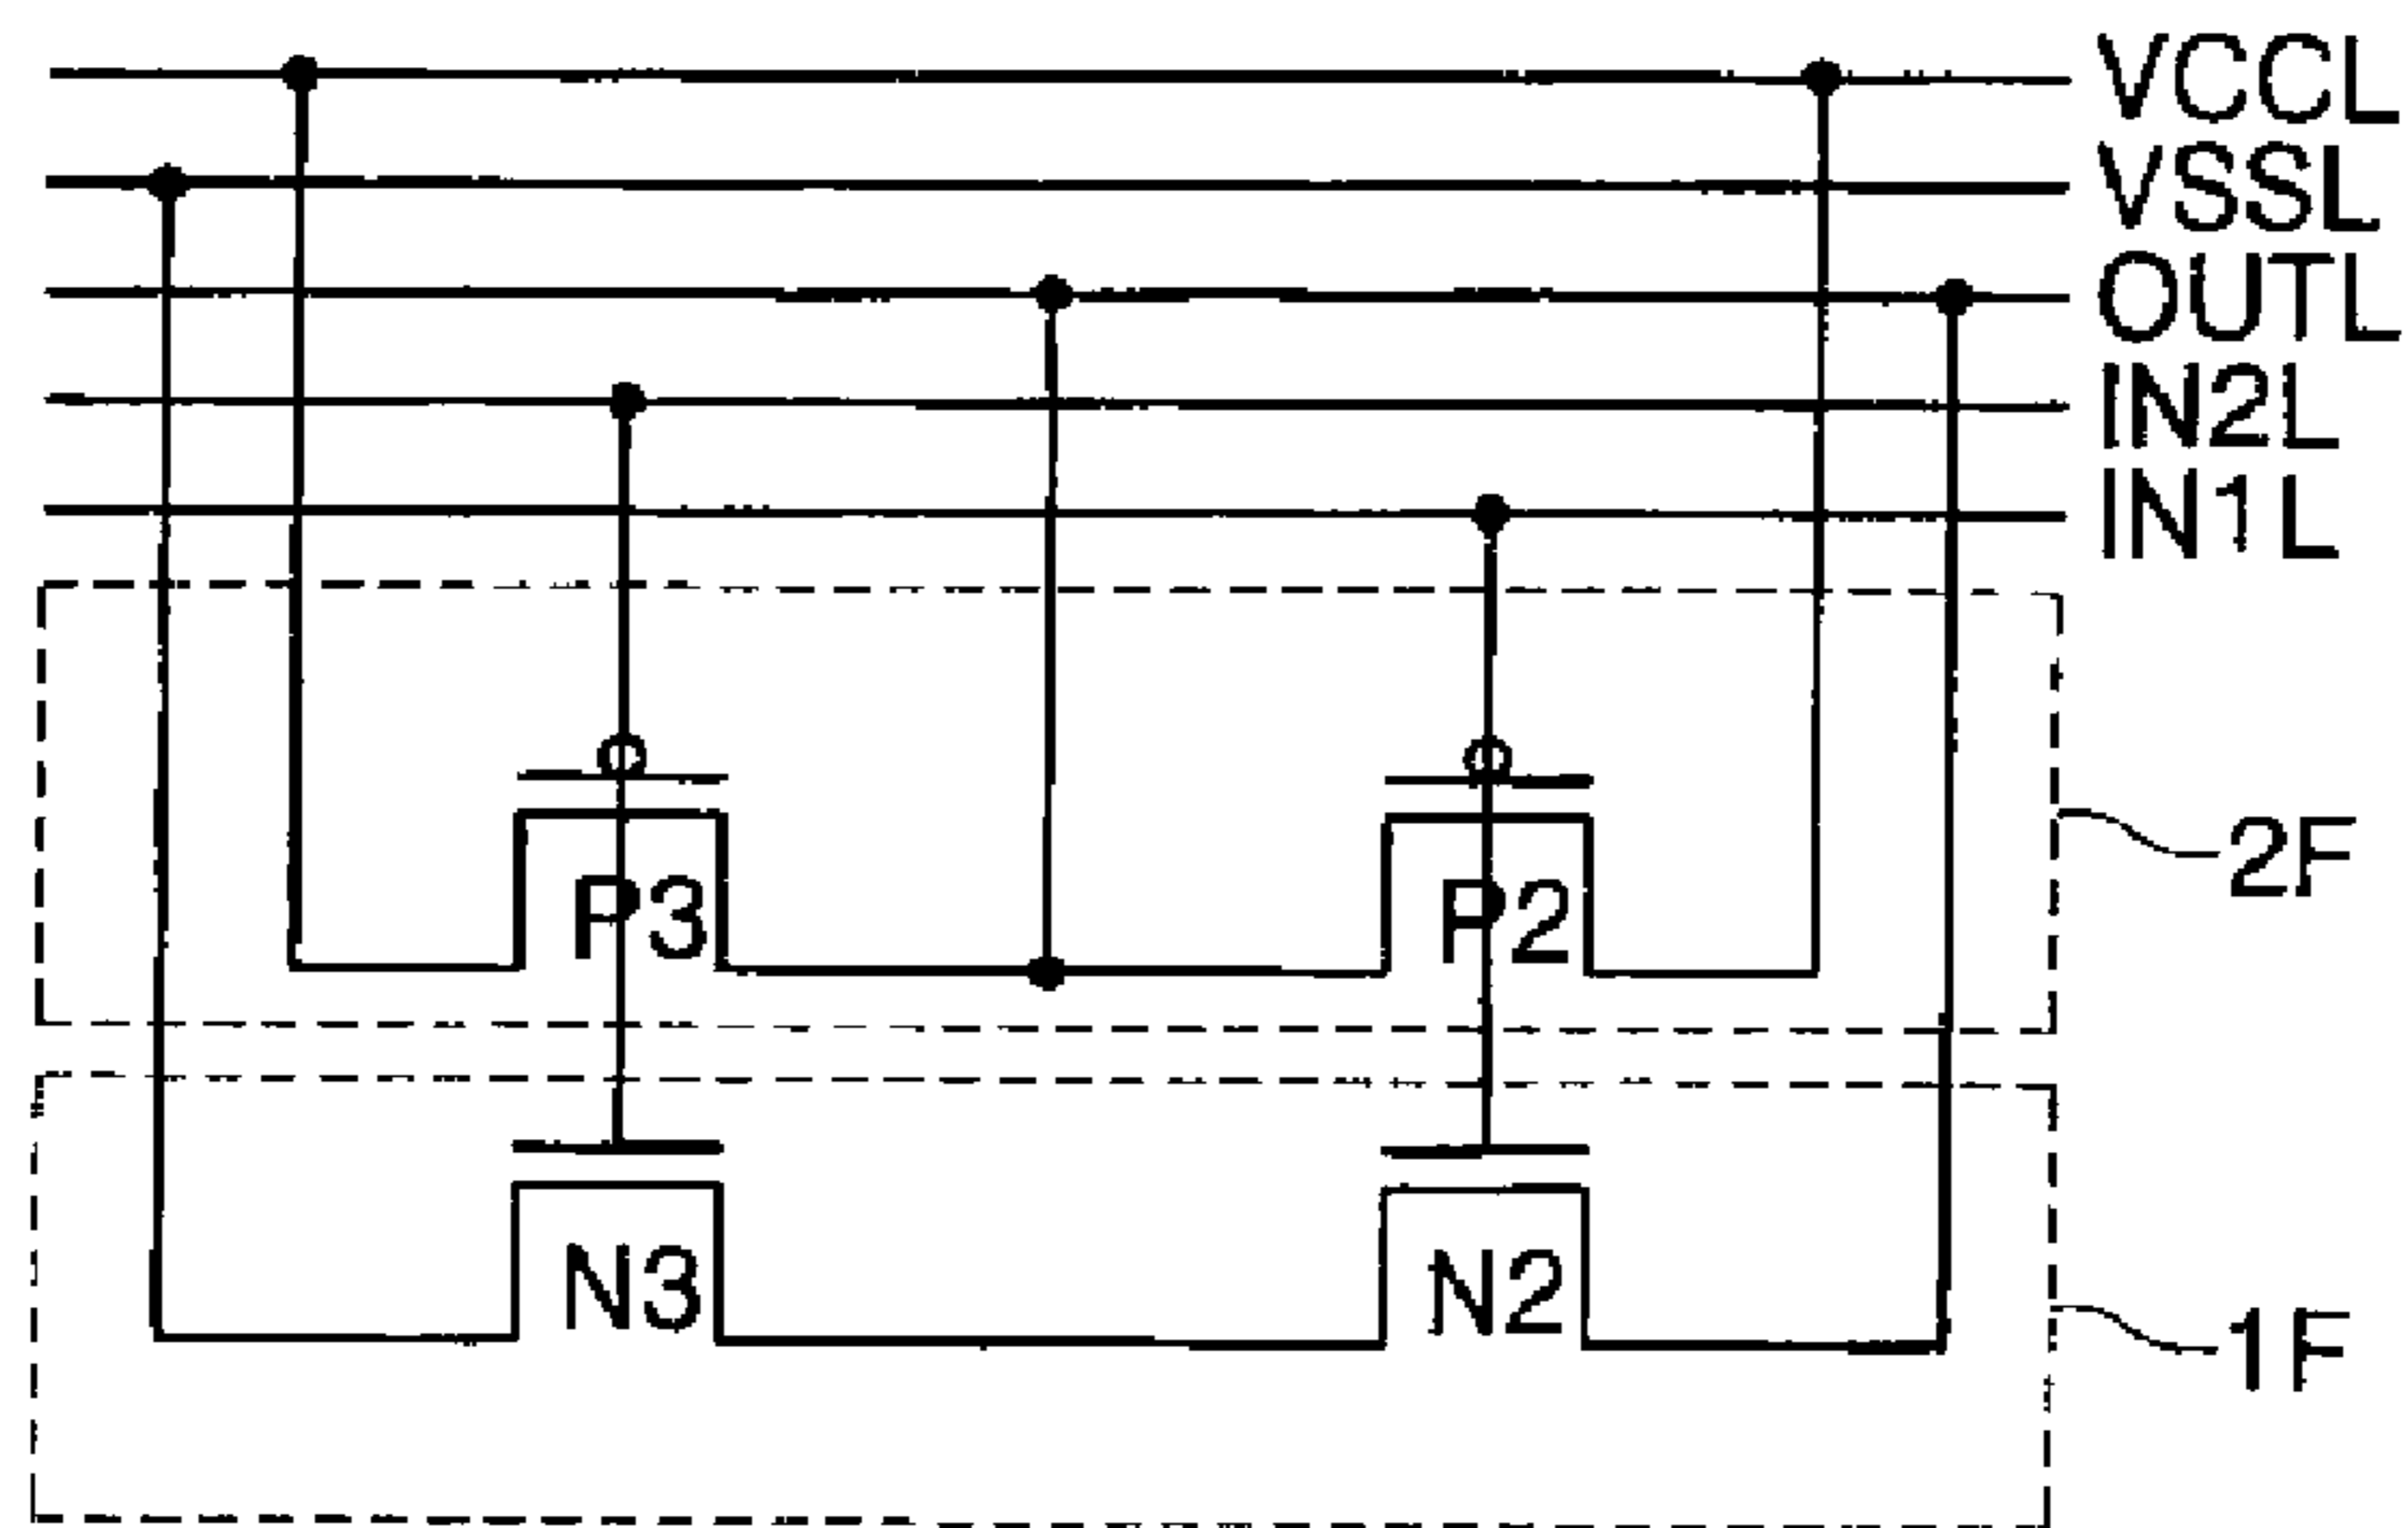 VCCL
VSSL
OUTL
IN2L
IN1L
P3 P2 2F
N3 N2 1F